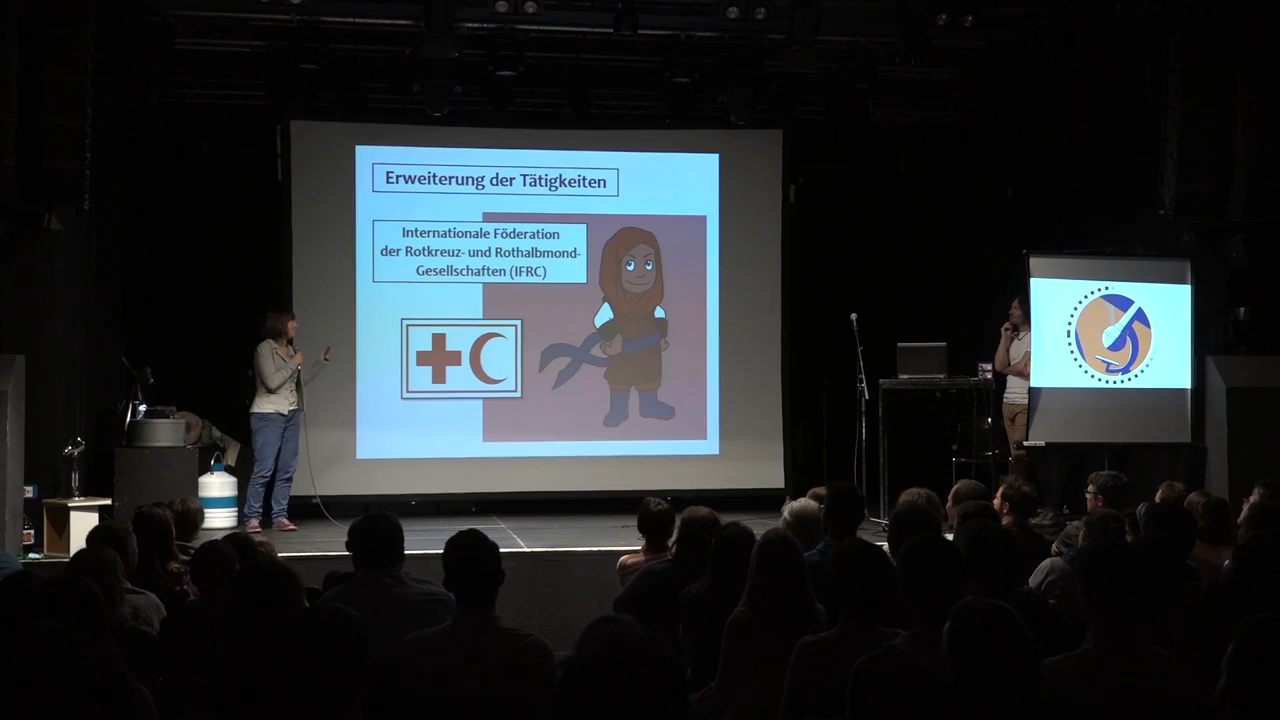 Erweiterung der Tätigkeiten
Internationale Föderation
der Rotkreuz- und Rothalbmond-
Gesellschaften (IFRC)